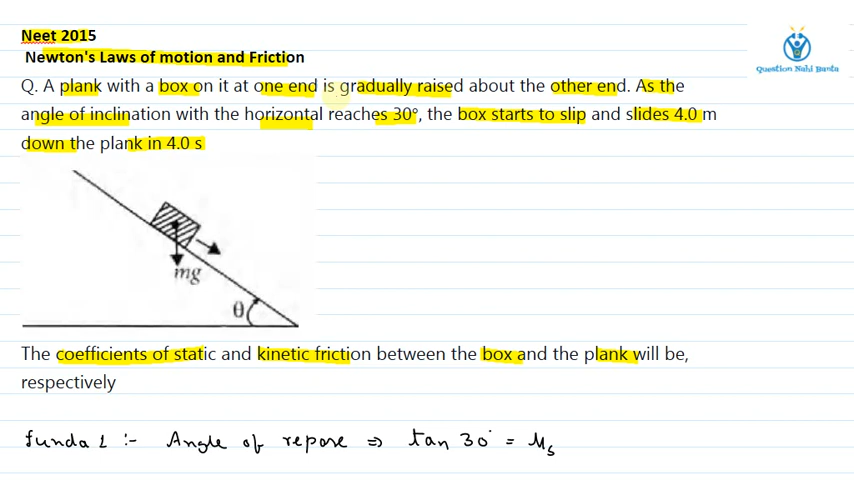 Neet 2015
Newton's Laws of motion and Friction
Question Nahi Banta
Q. A plank with a box on it at one end is gradually raised about the other end. As the
angle of inclination with the horizontal reaches 30°, the box starts to slip and slides 4.0 m
down the plank in 4.0 s
mg
θ
The coefficients of static and kinetic friction between the box and the plank will be,
respectively
funda 1 :- Angle of repose ⇒ tan 30° = μs